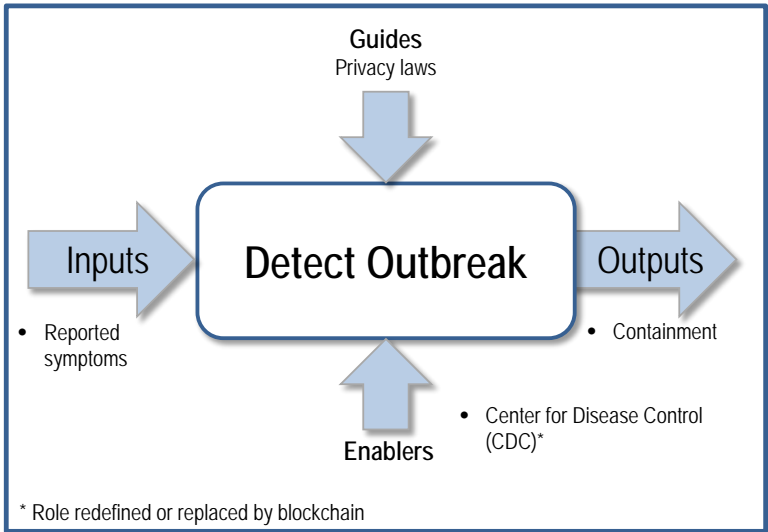 Guides
Privacy laws
Inputs
Detect Outbreak
Outputs
• Reported
symptoms
• Containment
Enablers
• Center for Disease Control
(CDC)*
* Role redefined or replaced by blockchain